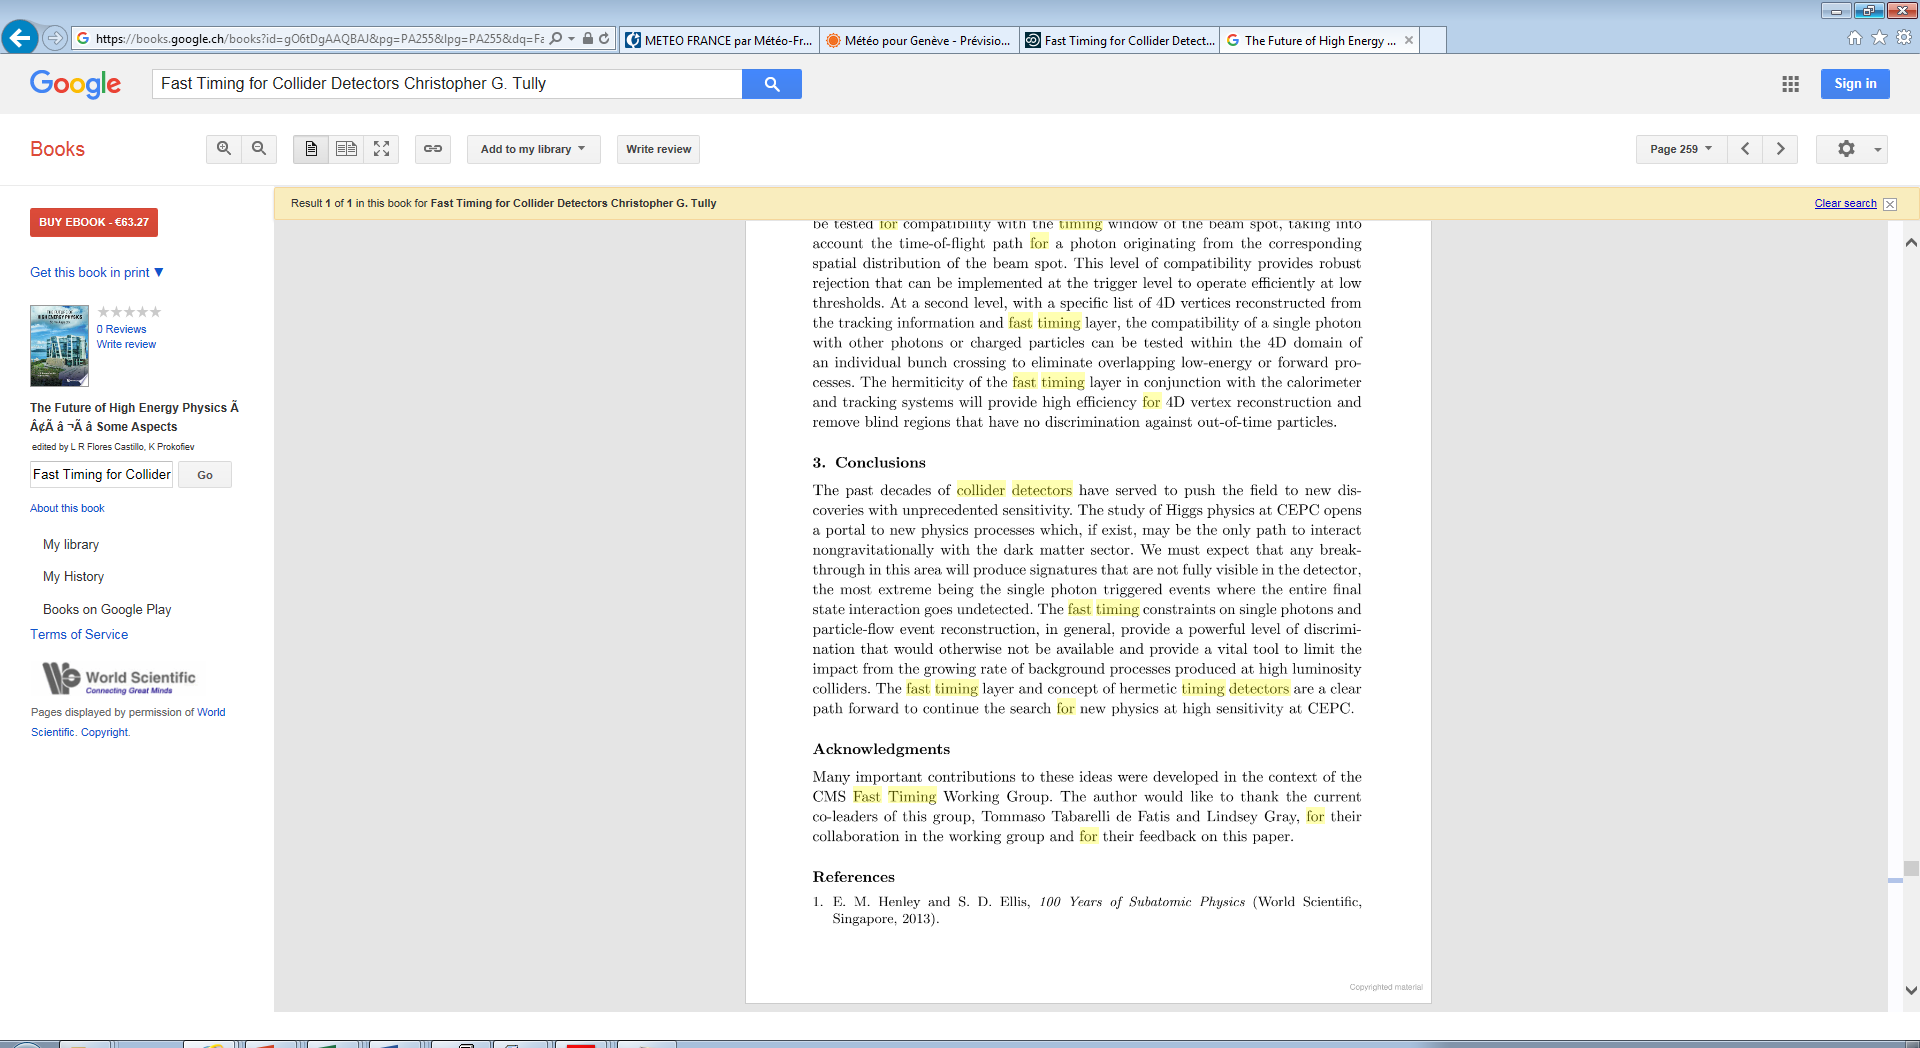 https://books.google.ch/books?id=gO6tDgAAQBAJ&pg=PA255&lpg=PA255&dq=Fa
METEO FRANCE par Météo-Fr...
Météo pour Genève - Prévisio...
Fast Timing for Collider Detect...
The Future of High Energy ...
Google
Fast Timing for Collider Detectors Christopher G. Tully
Sign in
Books
Add to my library
Write review
Page 259
BUY EBOOK - €63.27
Get this book in print ▼
0 Reviews
Write review
The Future of High Energy Physics Ã
Â¢Ã â ¬Ã â Some Aspects
edited by L R Flores Castillo, K Prokofiev
Fast Timing for Collider
Go
About this book
My library
My History
Books on Google Play
Terms of Service
World Scientific
Connecting Great Minds
Pages displayed by permission of World
Scientific. Copyright.
Result 1 of 1 in this book for Fast Timing for Collider Detectors Christopher G. Tully
Clear search
be tested for compatibility with the timing window of the beam spot, taking into
account the time-of-flight path for a photon originating from the corresponding
spatial distribution of the beam spot. This level of compatibility provides robust
rejection that can be implemented at the trigger level to operate efficiently at low
thresholds. At a second level, with a specific list of 4D vertices reconstructed from
the tracking information and fast timing layer, the compatibility of a single photon
with other photons or charged particles can be tested within the 4D domain of
an individual bunch crossing to eliminate overlapping low-energy or forward pro-
cesses. The hermiticity of the fast timing layer in conjunction with the calorimeter
and tracking systems will provide high efficiency for 4D vertex reconstruction and
remove blind regions that have no discrimination against out-of-time particles.
3. Conclusions
The past decades of collider detectors have served to push the field to new dis-
coveries with unprecedented sensitivity. The study of Higgs physics at CEPC opens
a portal to new physics processes which, if exist, may be the only path to interact
nongravitationally with the dark matter sector. We must expect that any break-
through in this area will produce signatures that are not fully visible in the detector,
the most extreme being the single photon triggered events where the entire final
state interaction goes undetected. The fast timing constraints on single photons and
particle-flow event reconstruction, in general, provide a powerful level of discrimi-
nation that would otherwise not be available and provide a vital tool to limit the
impact from the growing rate of background processes produced at high luminosity
colliders. The fast timing layer and concept of hermetic timing detectors are a clear
path forward to continue the search for new physics at high sensitivity at CEPC.
Acknowledgments
Many important contributions to these ideas were developed in the context of the
CMS Fast Timing Working Group. The author would like to thank the current
co-leaders of this group, Tommaso Tabarelli de Fatis and Lindsey Gray, for their
collaboration in the working group and for their feedback on this paper.
References
1. E. M. Henley and S. D. Ellis, 100 Years of Subatomic Physics (World Scientific,
Singapore, 2013).
Copyrighted material